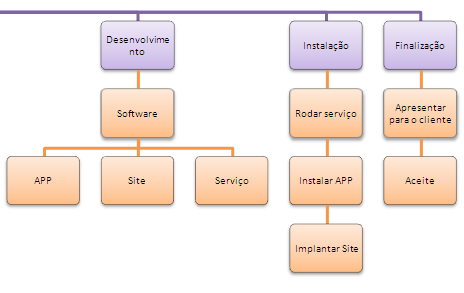 Desenvolvime
nto
Instalação
Finalização
Software
Rodar serviço
Apresentar
para o cliente
APP
Site
Serviço
Instalar APP
Aceite
Implantar Site